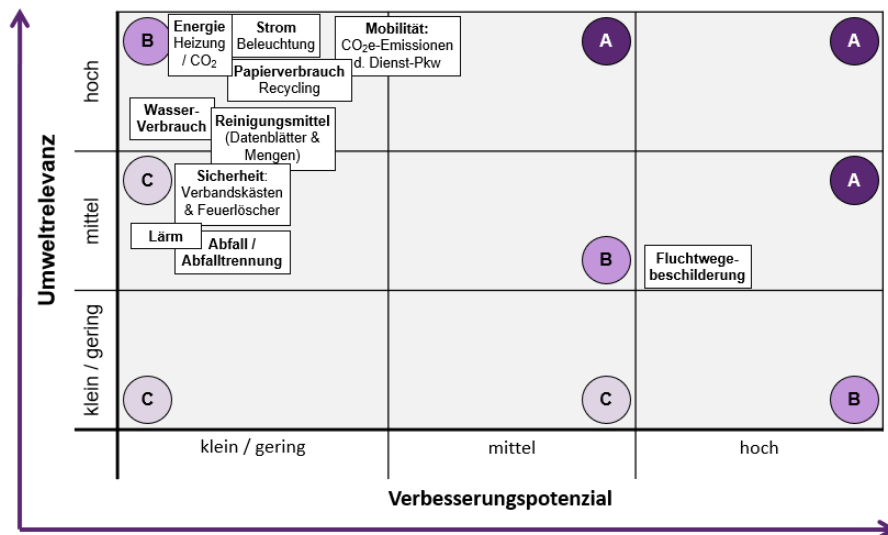 Umweltrelevanz
hoch
mittel
klein / gering
B
Energie
Heizung
/ CO₂
Strom
Beleuchtung
Mobilität:
CO₂e-Emissionen
d. Dienst-Pkw
A
A
Papierverbrauch
Recycling
Wasser-
Verbrauch
Reinigungsmittel
(Datenblätter &
Mengen)
C
Sicherheit:
Verbandskästen
& Feuerlöscher
A
Lärm
Abfall /
Abfalltrennung
B
Fluchtwege-
beschilderung
C
C
B
klein / gering
mittel
hoch
Verbesserungspotenzial